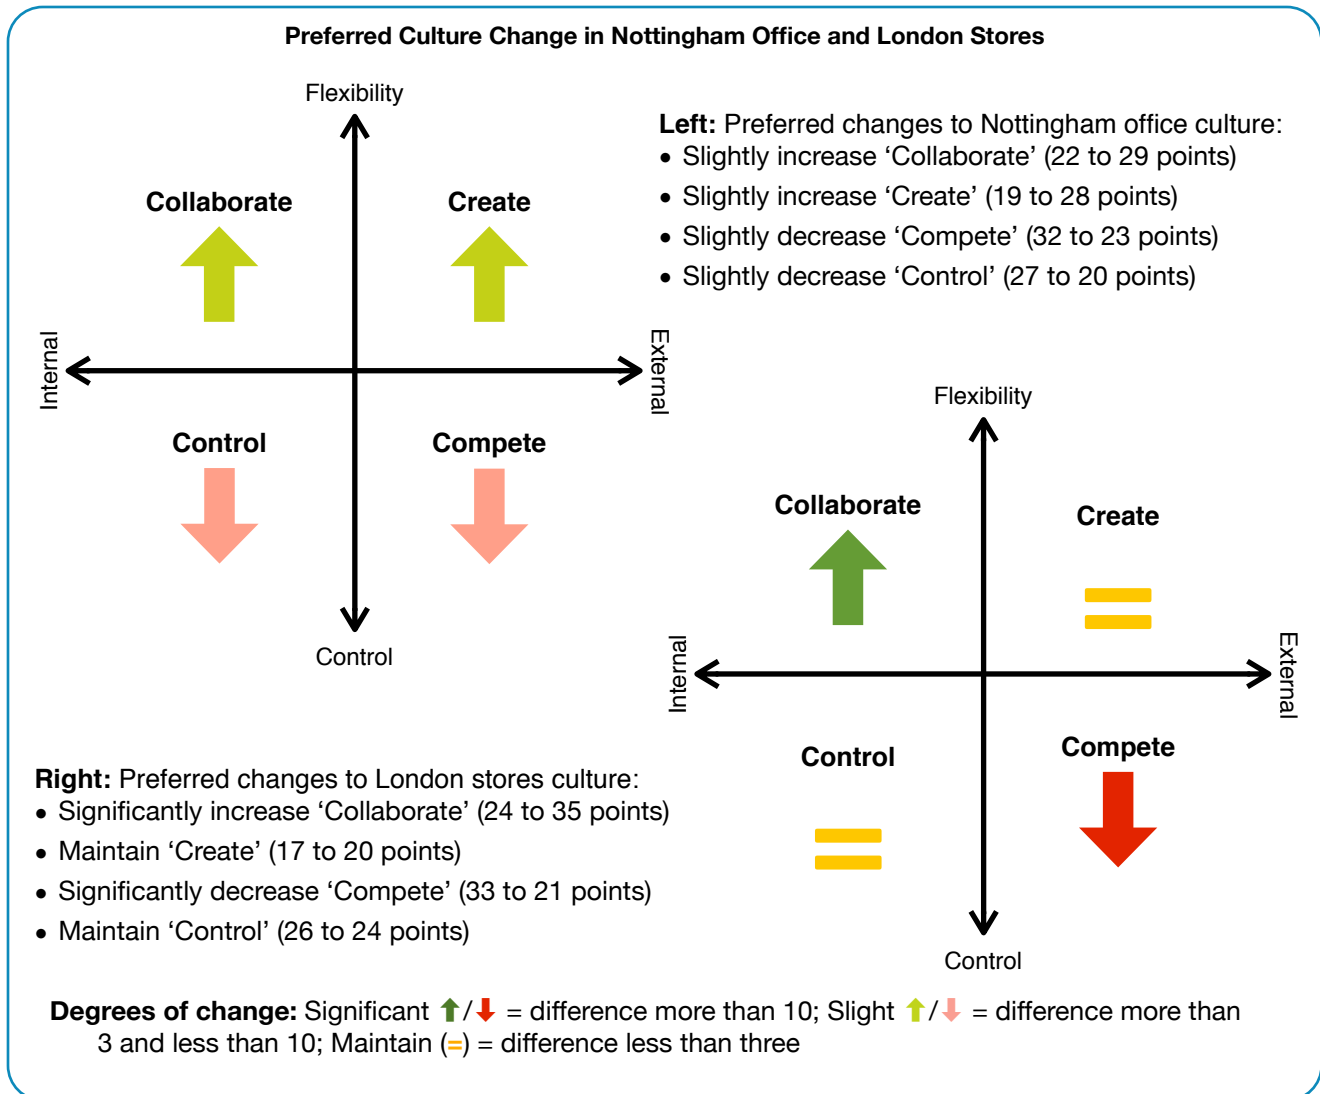 Preferred Culture Change in Nottingham Office and London Stores
Flexibility
Collaborate
Create
Internal
External
Control
Compete
Control
Left: Preferred changes to Nottingham office culture:
• Slightly increase ‘Collaborate’ (22 to 29 points)
• Slightly increase ‘Create’ (19 to 28 points)
• Slightly decrease ‘Compete’ (32 to 23 points)
• Slightly decrease ‘Control’ (27 to 20 points)
Flexibility
Collaborate
Create
Internal
External
Control
Compete
Control
Right: Preferred changes to London stores culture:
• Significantly increase ‘Collaborate’ (24 to 35 points)
• Maintain ‘Create’ (17 to 20 points)
• Significantly decrease ‘Compete’ (33 to 21 points)
• Maintain ‘Control’ (26 to 24 points)
Degrees of change: Significant ⬆/⬇ = difference more than 10; Slight ⬆/⬇ = difference more than
3 and less than 10; Maintain (=) = difference less than three